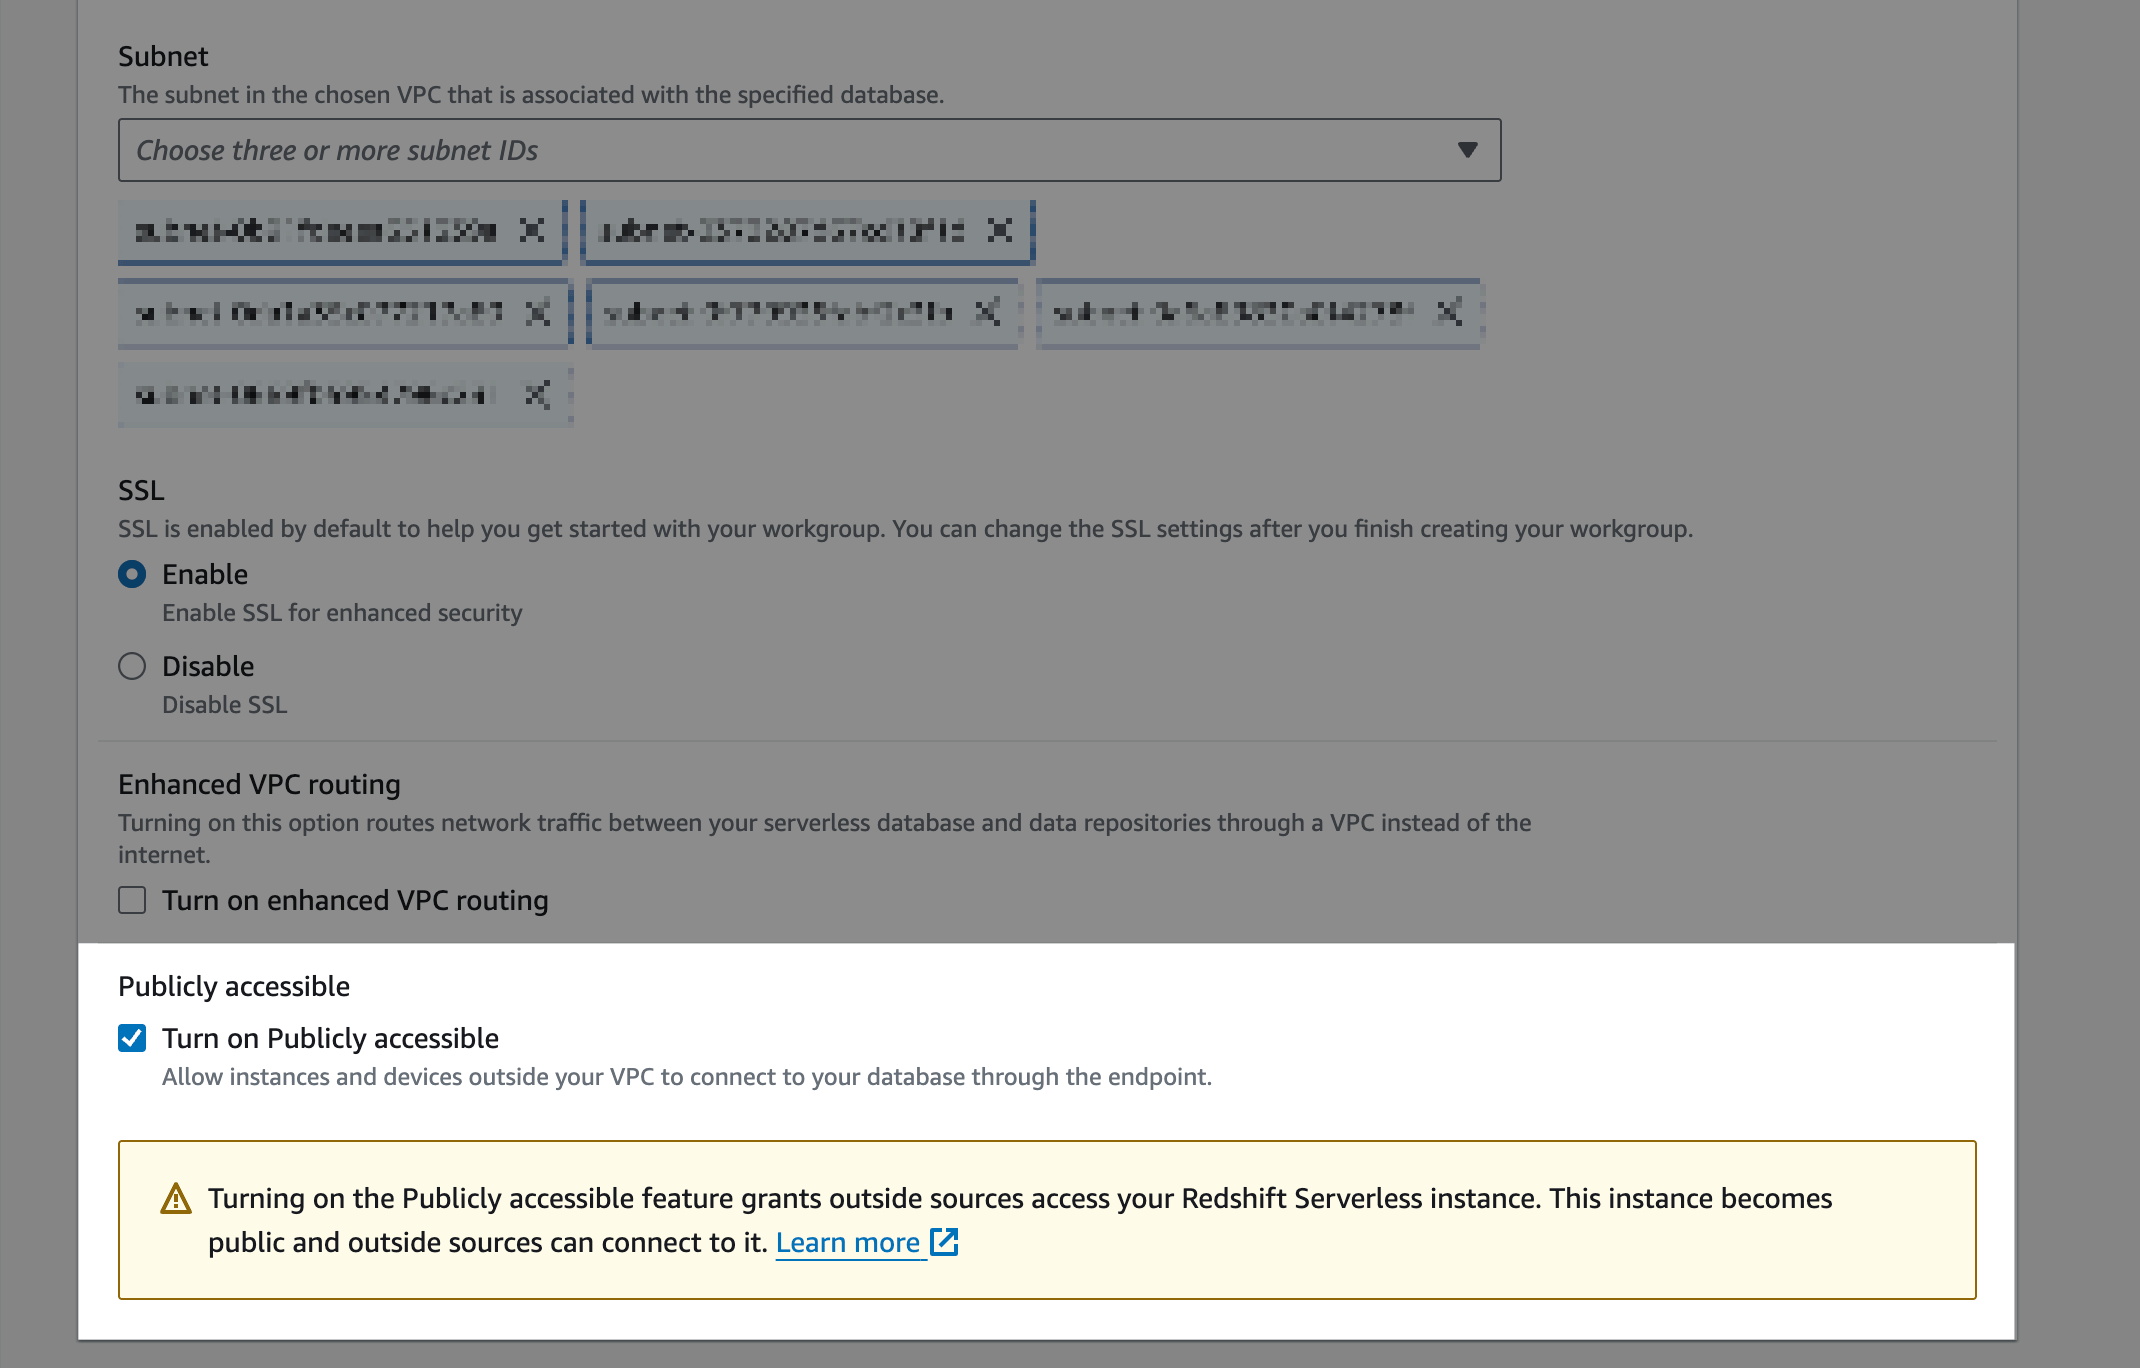 Subnet
The subnet in the chosen VPC that is associated with the specified database.
Choose three or more subnet IDs
SSL
SSL is enabled by default to help you get started with your workgroup. You can change the SSL settings after you finish creating your workgroup.
Enable
Enable SSL for enhanced security
Disable
Disable SSL
Enhanced VPC routing
Turning on this option routes network traffic between your serverless database and data repositories through a VPC instead of the
internet.
Turn on enhanced VPC routing
Publicly accessible
Turn on Publicly accessible
Allow instances and devices outside your VPC to connect to your database through the endpoint.
Turning on the Publicly accessible feature grants outside sources access your Redshift Serverless instance. This instance becomes
public and outside sources can connect to it. Learn more